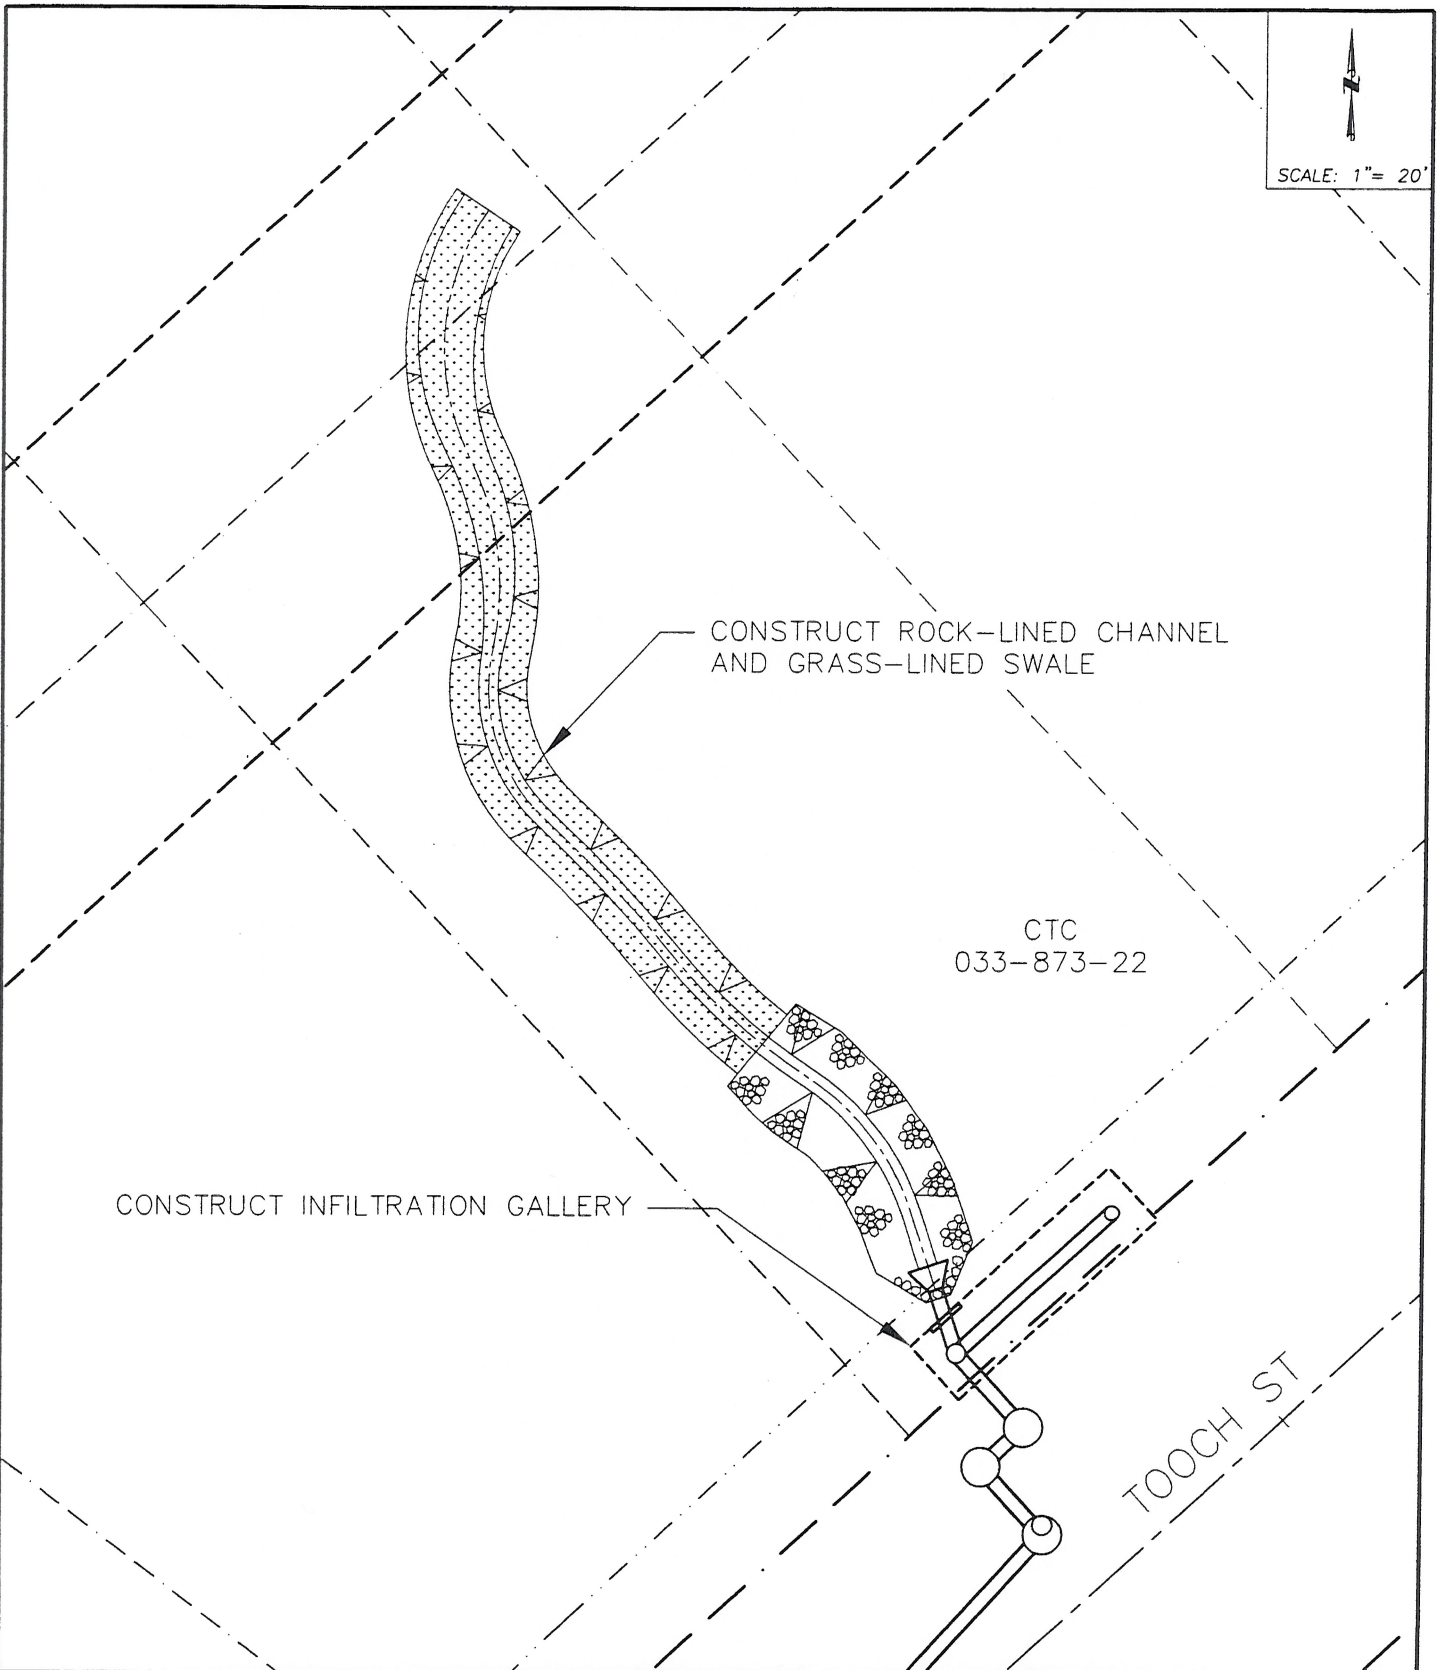 N
SCALE: 1"= 20'
CONSTRUCT ROCK-LINED CHANNEL
AND GRASS-LINED SWALE
CTC
033-873-22
CONSTRUCT INFILTRATION GALLERY
TOOCH ST